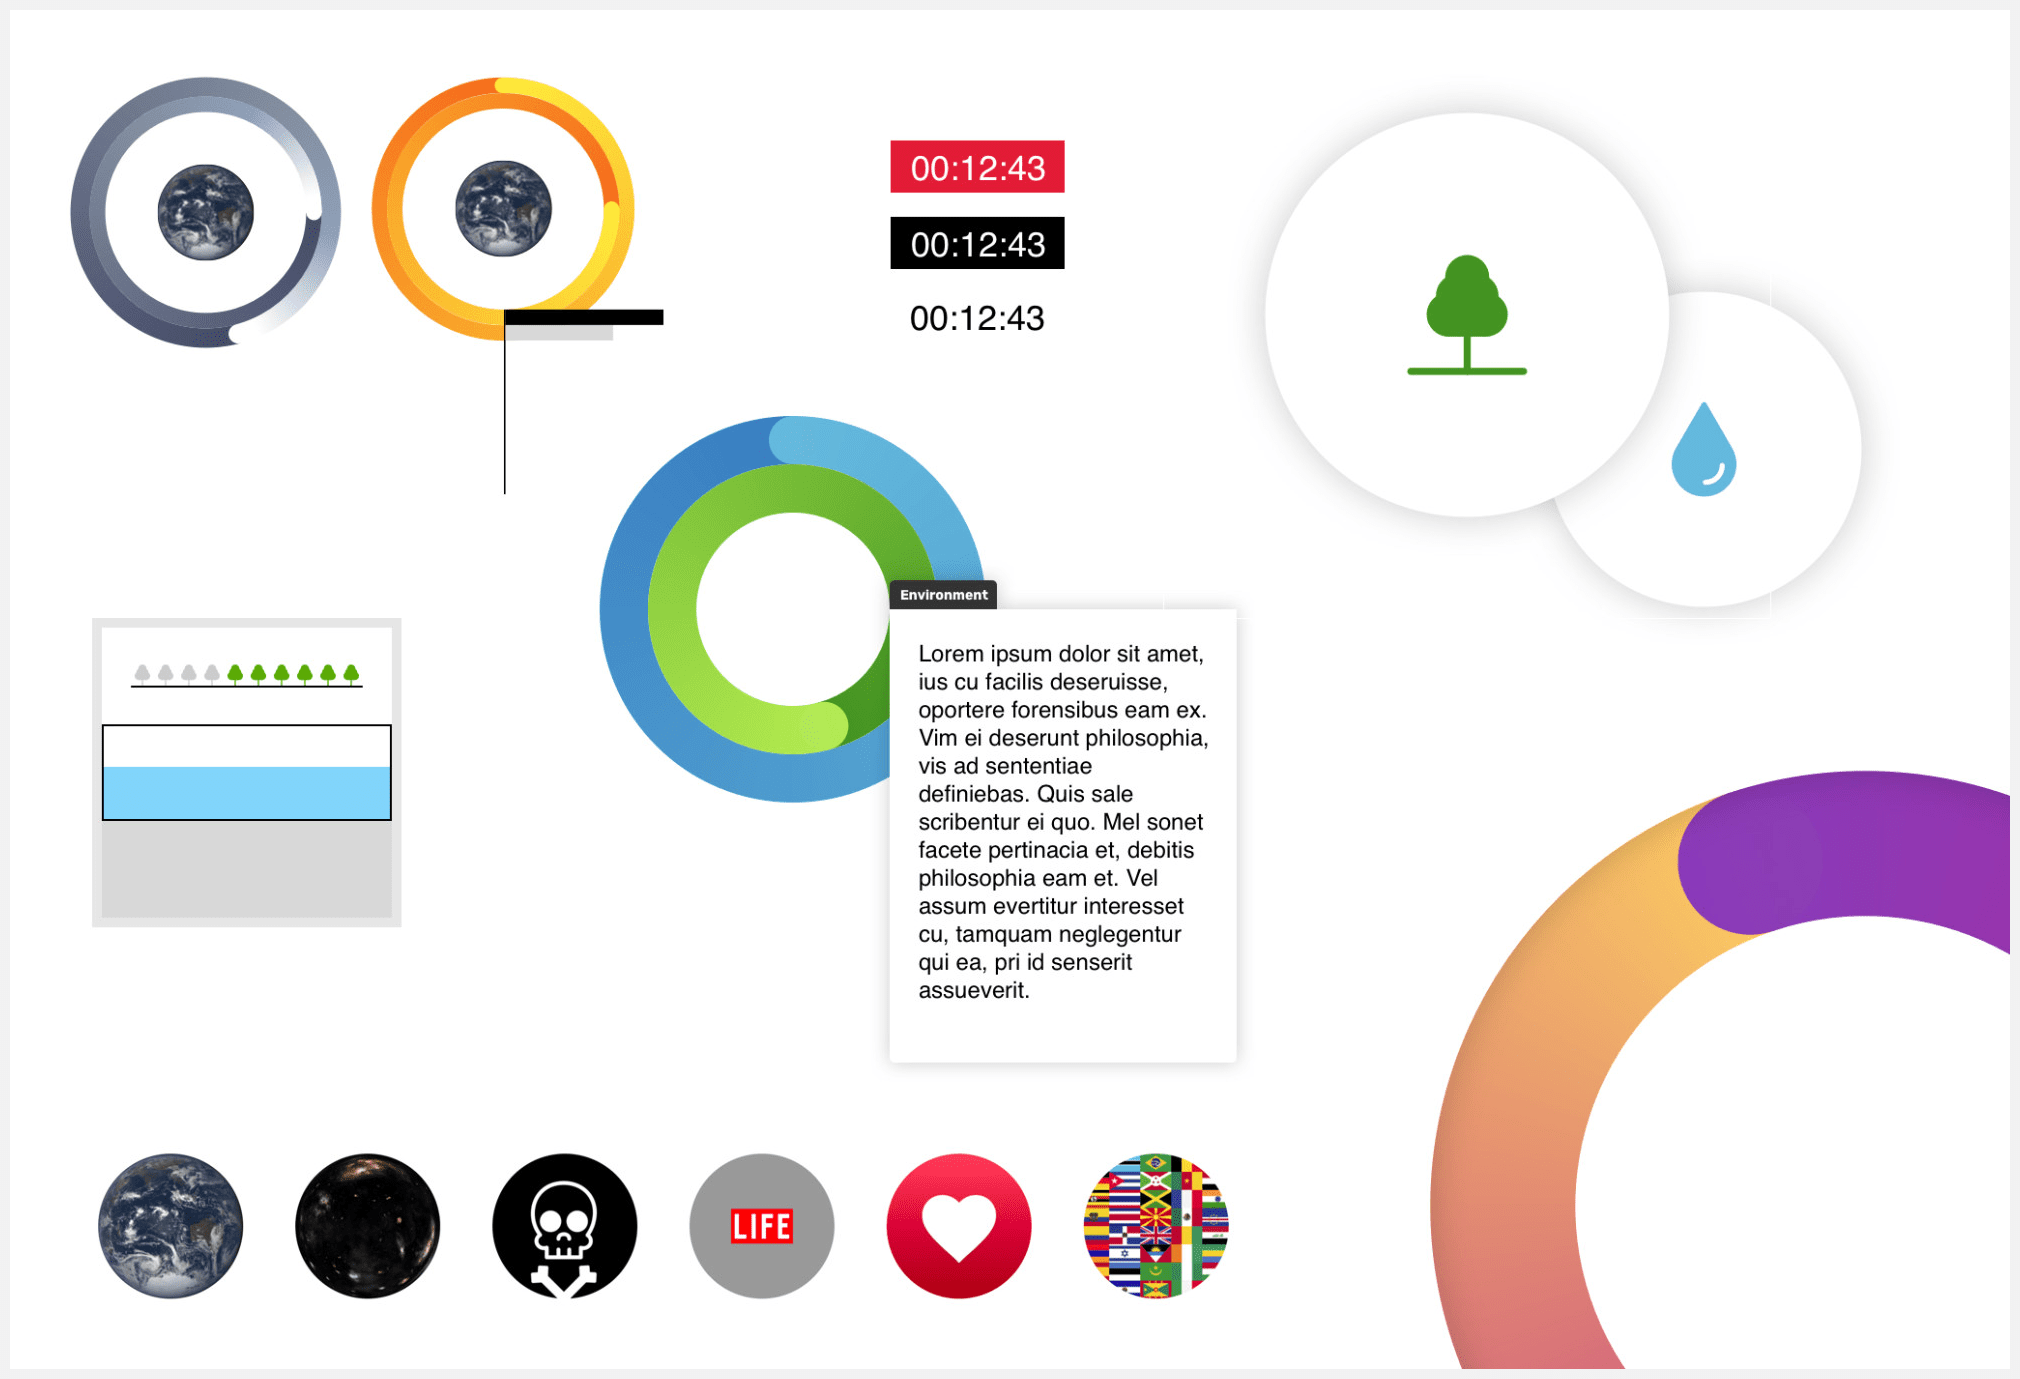 00:12:43
00:12:43
00:12:43
Environment
Lorem ipsum dolor sit amet,
ius cu facilis deseruisse,
oportere forensibus eam ex.
Vim ei deserunt philosophia,
vis ad sententiae
definiebas. Quis sale
scribentur ei quo. Mel sonet
facete pertinacia et, debitis
philosophia eam et. Vel
assum evertitur interesset
cu, tamquam neglegentur
qui ea, pri id senserit
assueverit.
LIFE